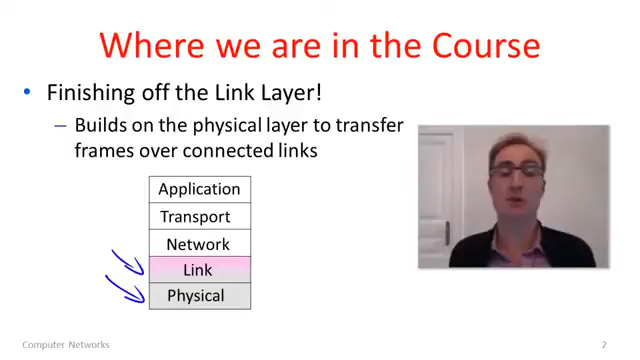 Where we are in the Course
• Finishing off the Link Layer!
– Builds on the physical layer to transfer
frames over connected links
Application
Transport
Network
Link
Physical
Computer Networks
2